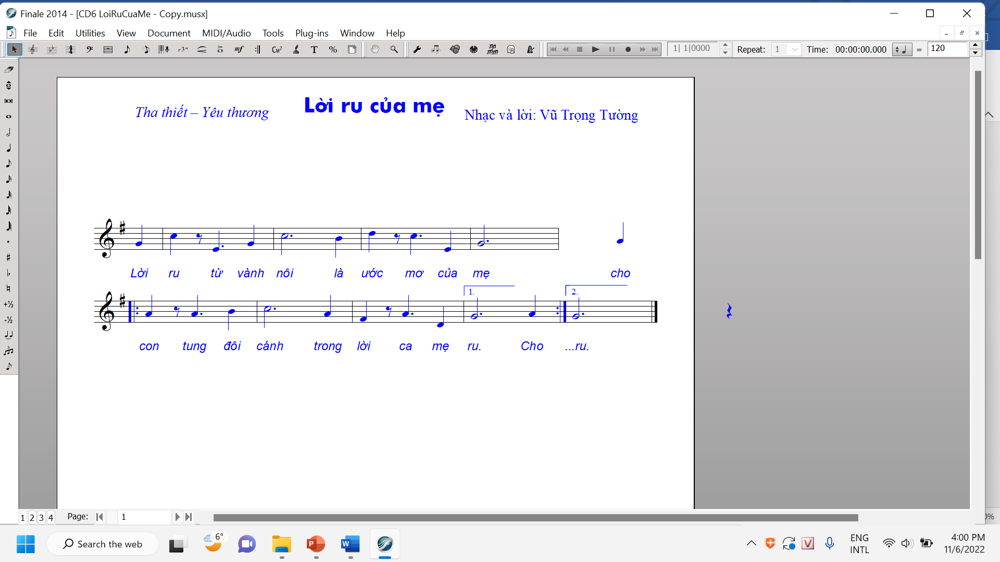 Finale 2014 - [CD6 LoiRuCuaMe - Copy.musx]
File Edit Utilities View Document MIDI/Audio Tools Plug-ins Window Help
1| 1|0000 Repeat: 1 Time: 00:00:00.000 = 120
Lời ru của mẹ
Tha thiết – Yêu thương
Nhạc và lời: Vũ Trọng Tường
Lời ru từ vành nôi là ước mơ của mẹ cho
1. 2.
con tung đôi cánh trong lời ca mẹ ru. Cho ...ru.
1 2 3 4 Page: 1
6°
Search the web
ENG
INTL
4:00 PM
11/6/2022